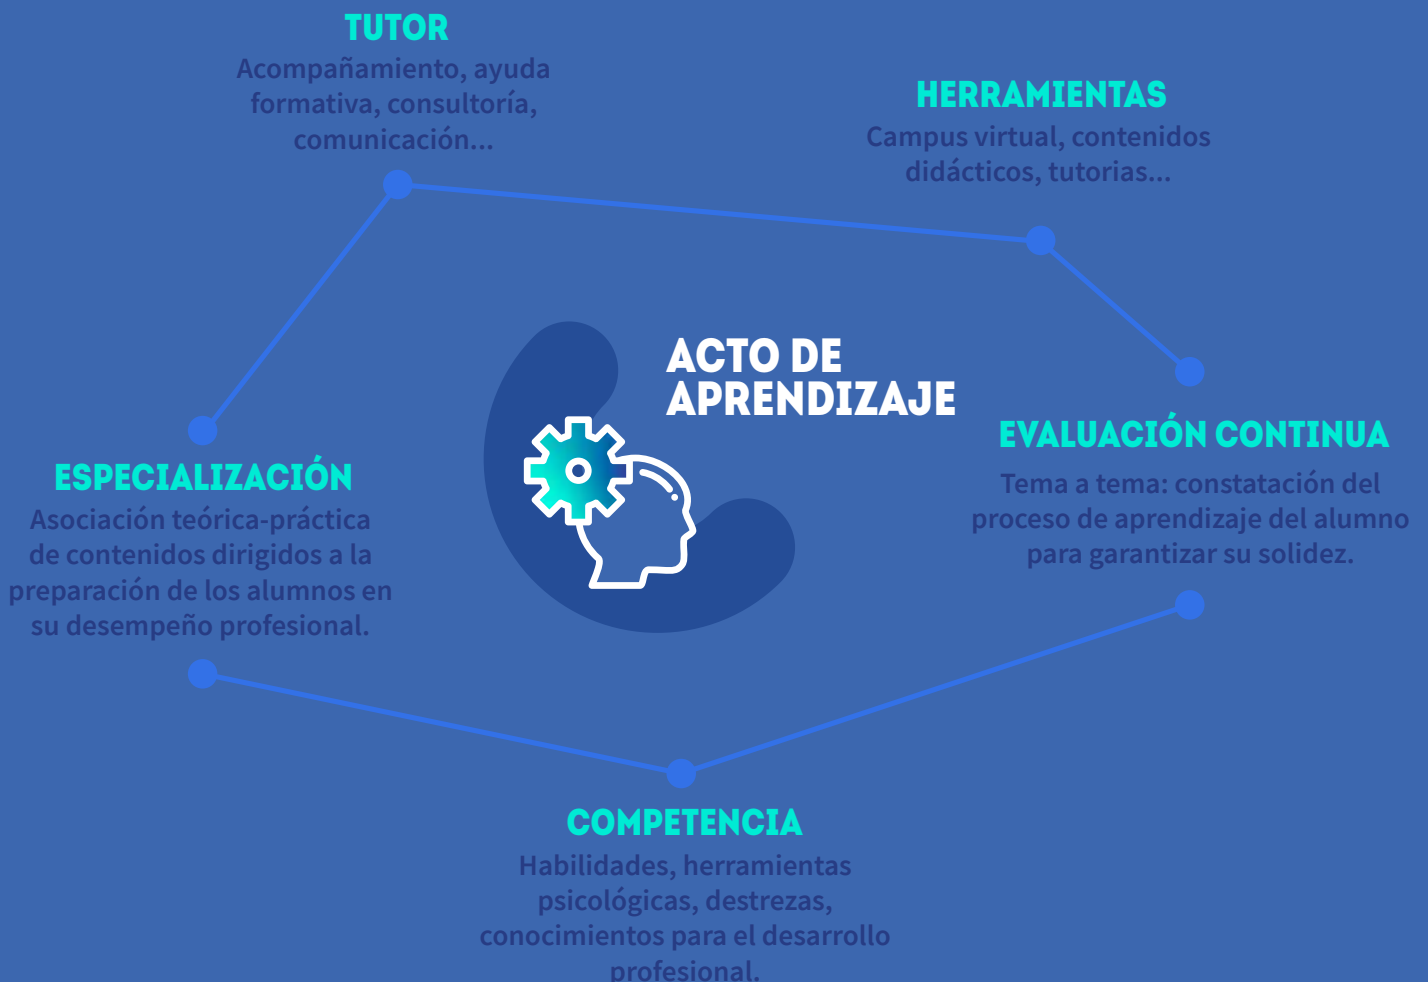 TUTOR
Acompañamiento, ayuda
formativa, consultoría,
comunicación...
HERRAMIENTAS
Campus virtual, contenidos
didácticos, tutorias...
ACTO DE
APRENDIZAJE
EVALUACIÓN CONTINUA
Tema a tema: constatación del
proceso de aprendizaje del alumno
para garantizar su solidez.
ESPECIALIZACIÓN
Asociación teórica-práctica
de contenidos dirigidos a la
preparación de los alumnos en
su desempeño profesional.
COMPETENCIA
Habilidades, herramientas
psicológicas, destrezas,
conocimientos para el desarrollo
profesional.